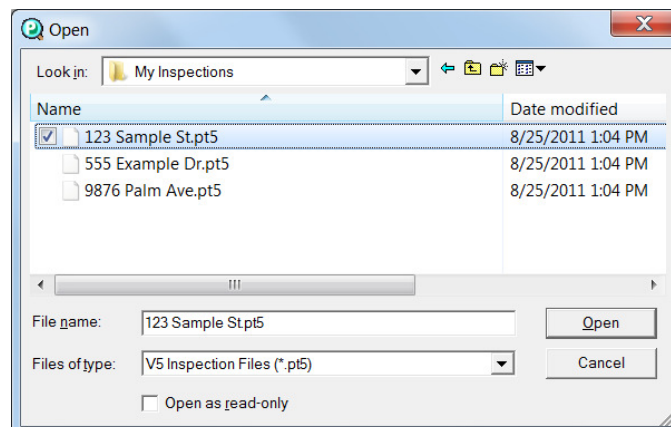 Open
Look in: My Inspections
Name Date modified
123 Sample St.pt5 8/25/2011 1:04 PM
555 Example Dr.pt5 8/25/2011 1:04 PM
9876 Palm Ave.pt5 8/25/2011 1:04 PM
File name: 123 Sample St.pt5 Open
Files of type: V5 Inspection Files (*.pt5) Cancel
Open as read-only